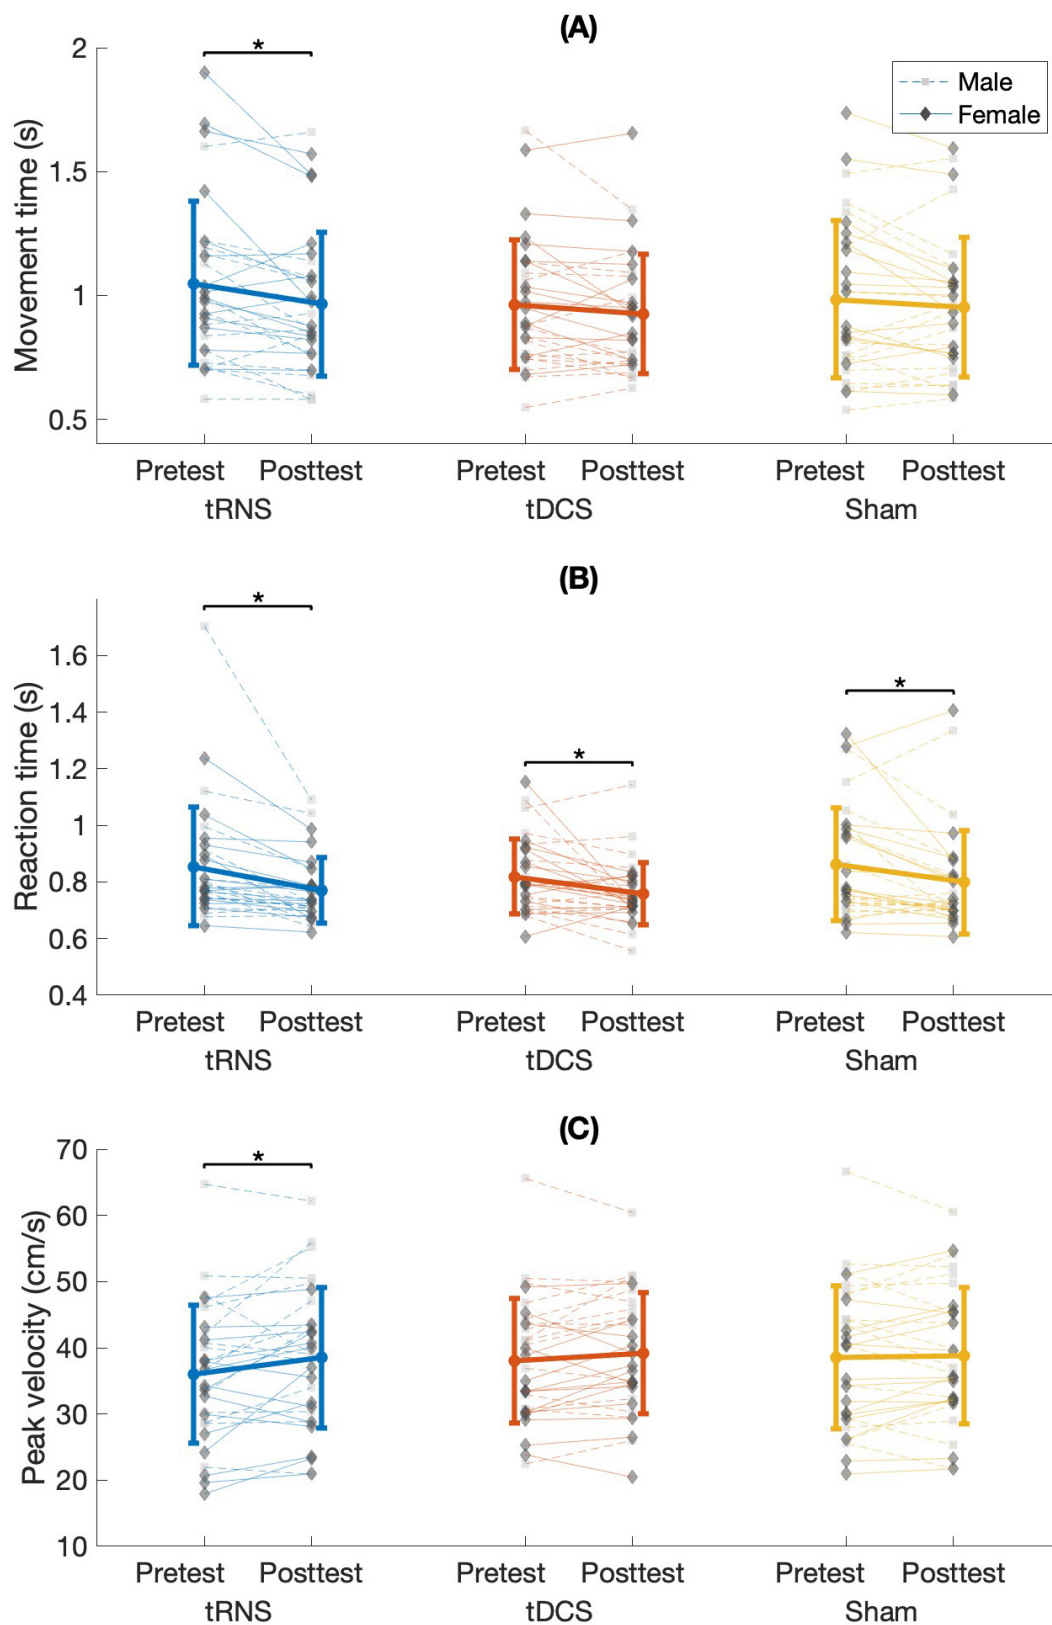 (A)
*
Male
Female
Movement time (s)
2
1.5
1
0.5
Pretest Posttest Pretest Posttest Pretest Posttest
tRNS tDCS Sham
(B)
*
*
*
Reaction time (s)
1.6
1.4
1.2
1
0.8
0.6
0.4
Pretest Posttest Pretest Posttest Pretest Posttest
tRNS tDCS Sham
(C)
*
Peak velocity (cm/s)
70
60
50
40
30
20
10
Pretest Posttest Pretest Posttest Pretest Posttest
tRNS tDCS Sham